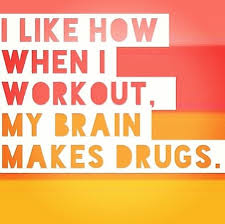 I LIKE HOW
WHEN I
WORKOUT,
MY BRAIN
MAKES DRUGS.